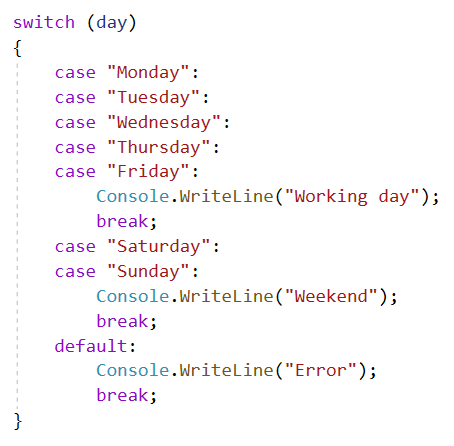 switch (day)
{
    case "Monday":
    case "Tuesday":
    case "Wednesday":
    case "Thursday":
    case "Friday":
        Console.WriteLine("Working day");
        break;
    case "Saturday":
    case "Sunday":
        Console.WriteLine("Weekend");
        break;
    default:
        Console.WriteLine("Error");
        break;
}